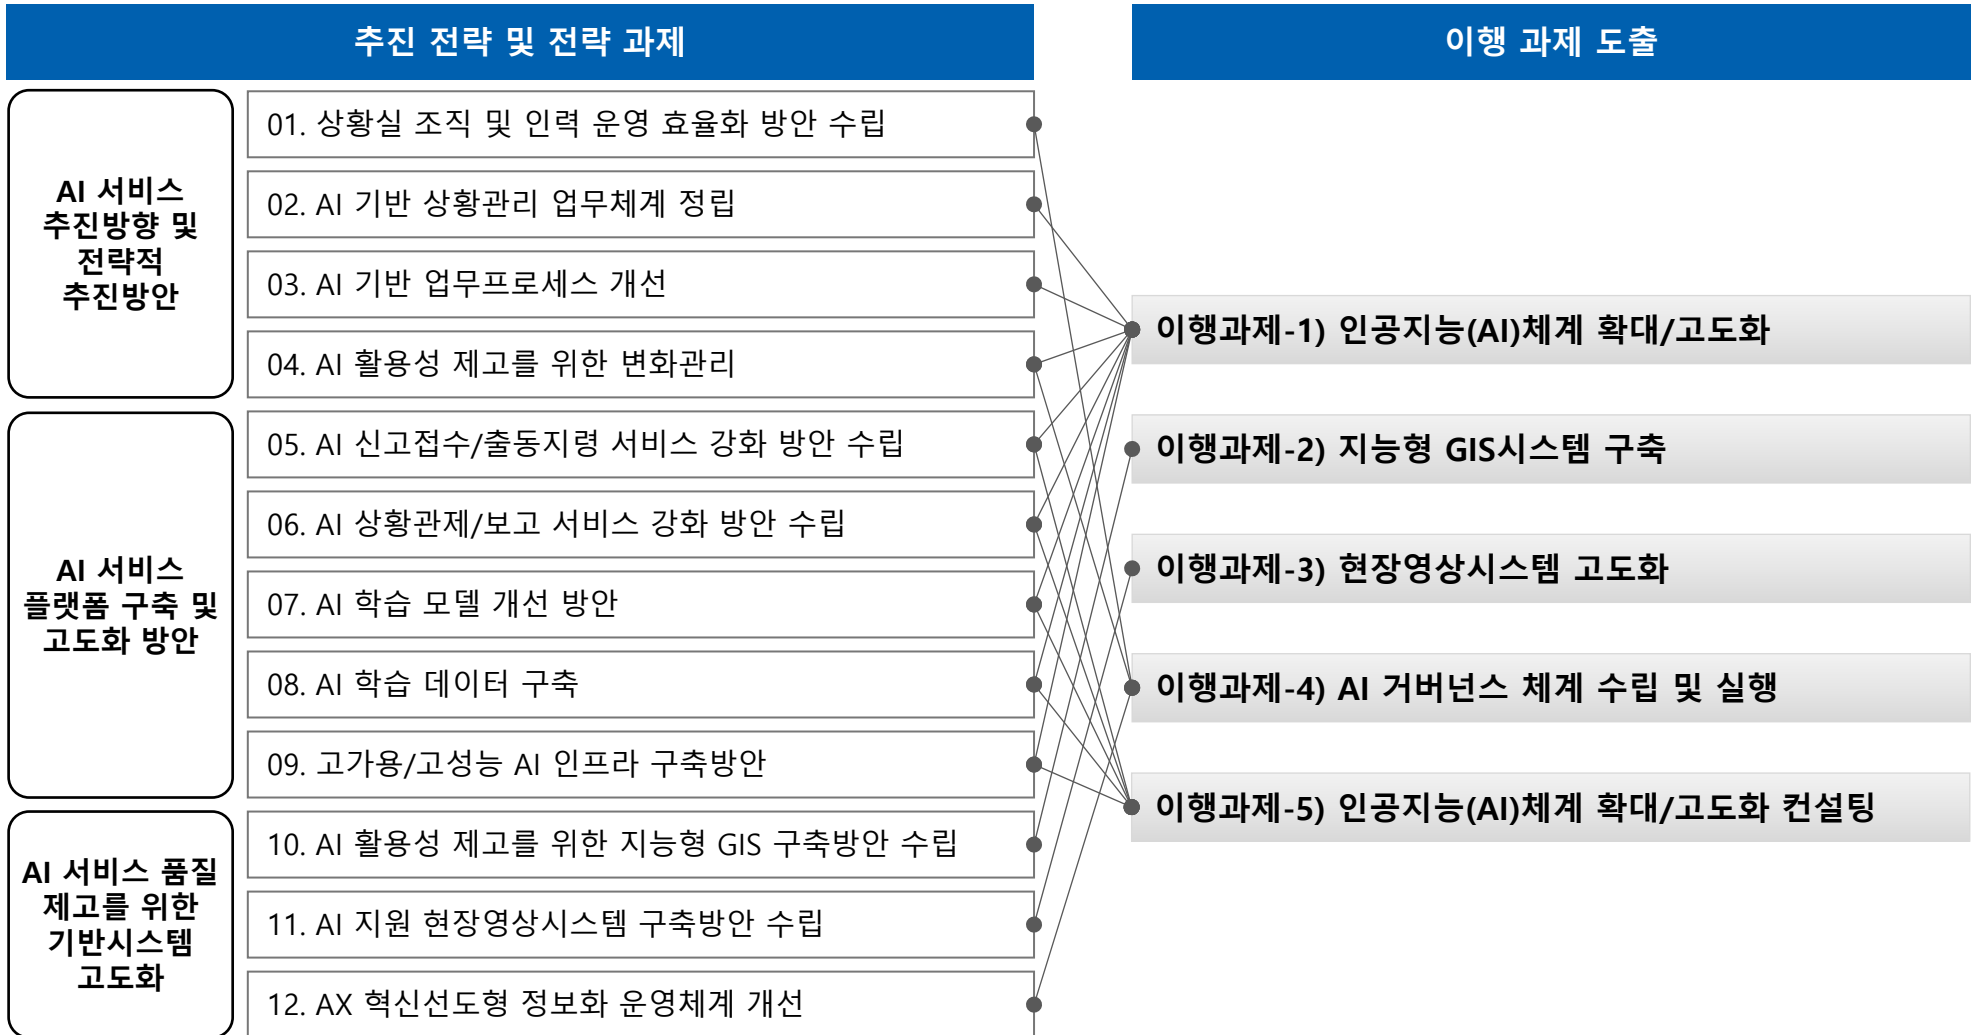 추진 전략 및 전략 과제
이행 과제 도출
AI 서비스
추진방향 및
전략적
추진방안
01. 상황실 조직 및 인력 운영 효율화 방안 수립
02. AI 기반 상황관리 업무체계 정립
03. AI 기반 업무프로세스 개선
04. AI 활용성 제고를 위한 변화관리
AI 서비스
플랫폼 구축 및
고도화 방안
05. AI 신고접수/출동지령 서비스 강화 방안 수립
06. AI 상황관제/보고 서비스 강화 방안 수립
07. AI 학습 모델 개선 방안
08. AI 학습 데이터 구축
09. 고가용/고성능 AI 인프라 구축방안
AI 서비스 품질
제고를 위한
기반시스템
고도화
10. AI 활용성 제고를 위한 지능형 GIS 구축방안 수립
11. AI 지원 현장영상시스템 구축방안 수립
12. AX 혁신선도형 정보화 운영체계 개선
이행과제-1) 인공지능(AI)체계 확대/고도화
이행과제-2) 지능형 GIS시스템 구축
이행과제-3) 현장영상시스템 고도화
이행과제-4) AI 거버넌스 체계 수립 및 실행
이행과제-5) 인공지능(AI)체계 확대/고도화 컨설팅